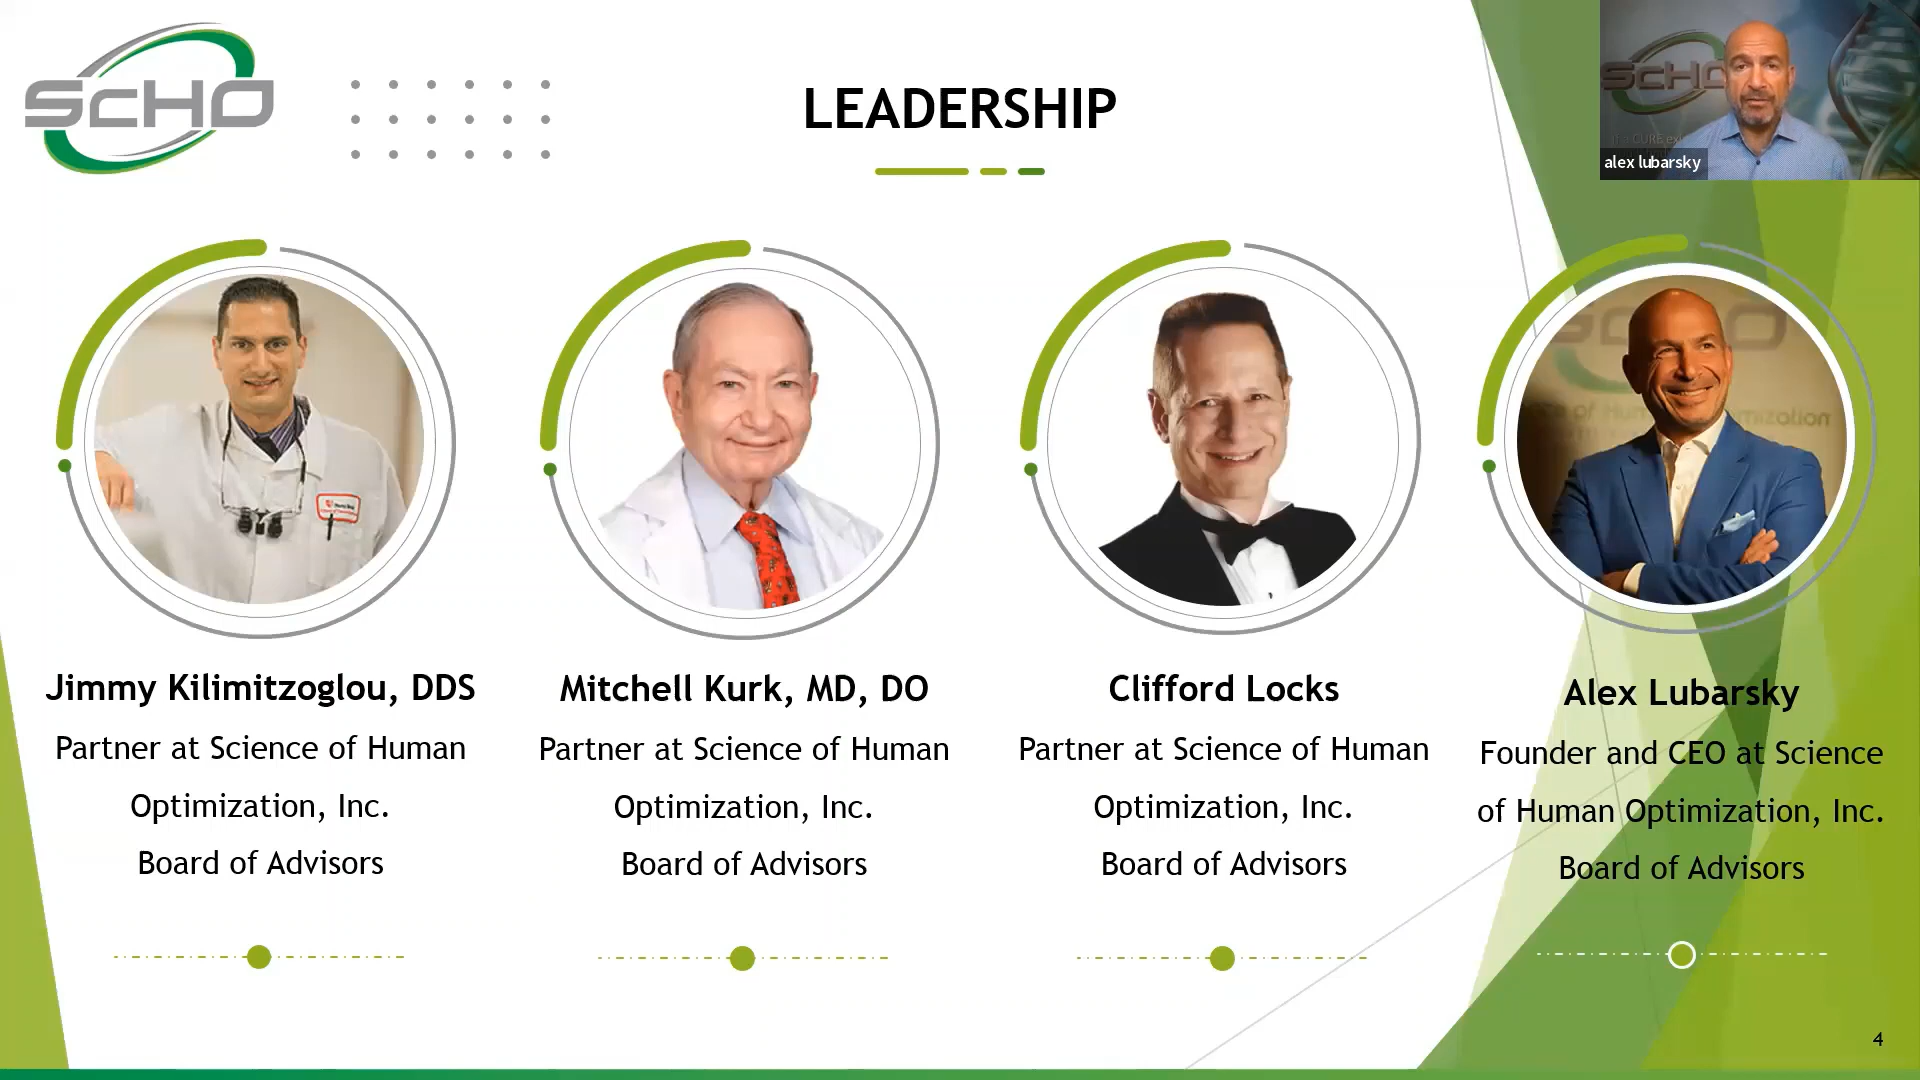 SCHO
LEADERSHIP
SCHO
alex lubarsky
Jimmy Kilimitzoglou, DDS
Partner at Science of Human
Optimization, Inc.
Board of Advisors
Mitchell Kurk, MD, DO
Partner at Science of Human
Optimization, Inc.
Board of Advisors
Clifford Locks
Partner at Science of Human
Optimization, Inc.
Board of Advisors
Alex Lubarsky
Founder and CEO at Science
of Human Optimization, Inc.
Board of Advisors
4